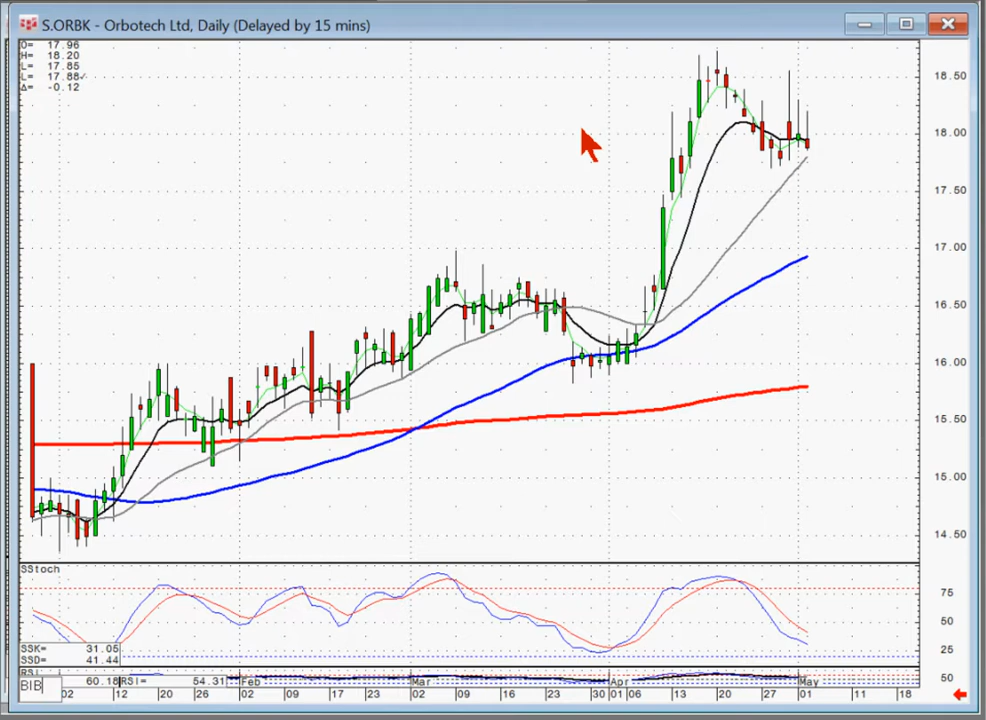 S.ORBK - Orbotech Ltd, Daily (Delayed by 15 mins)
O= 17.96
H= 18.20
L= 17.85
L= 17.88✓
Δ= -0.12
18.50
18.00
17.50
17.00
16.50
16.00
15.50
15.00
14.50
SStoch
75
50
25
SSK= 31.05
SSD= 41.44
RSI
60.18 RSI= 54.31
50
BIB
Feb Mar Apr May
02 12 20 26 02 09 17 23 02 09 16 23 30 01 06 13 20 27 01 11 18